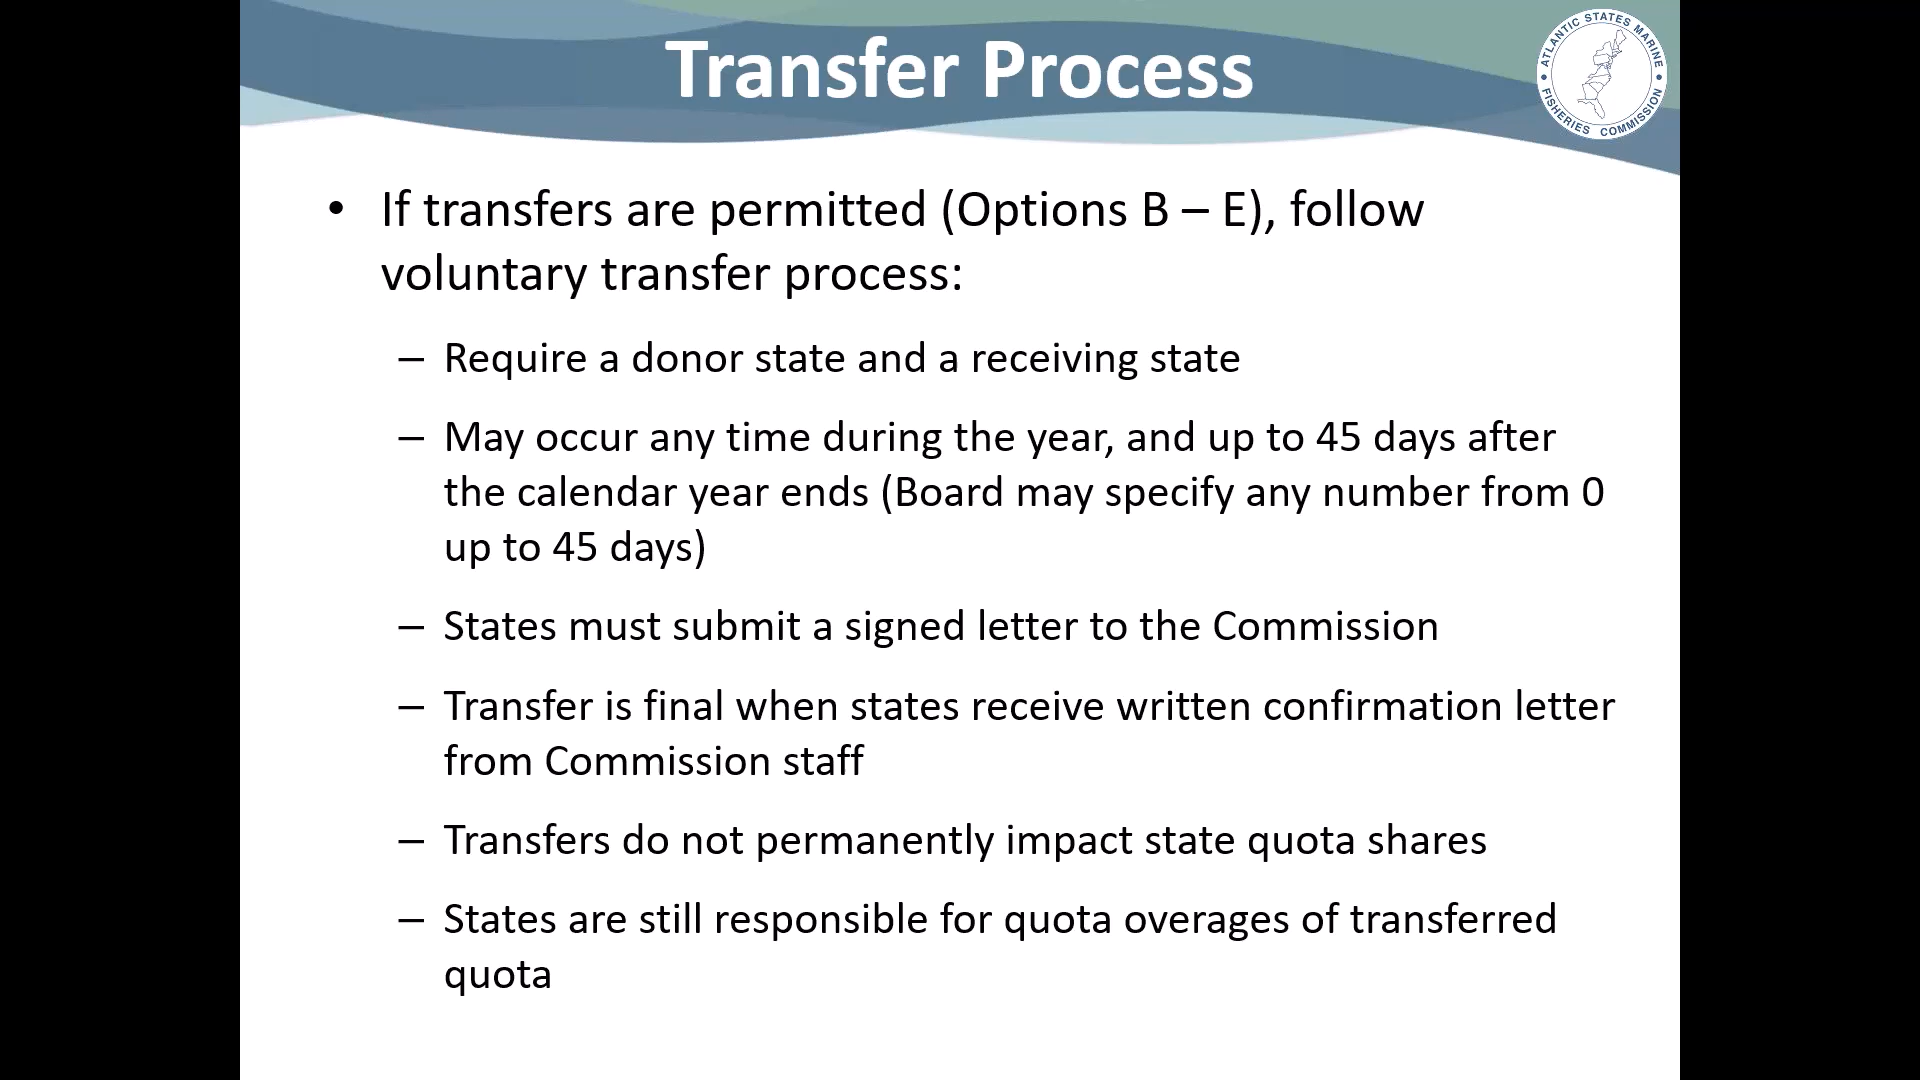 Transfer Process
ATLANTIC STATES MARINE
FISHERIES COMMISSION
• If transfers are permitted (Options B – E), follow
voluntary transfer process:
– Require a donor state and a receiving state
– May occur any time during the year, and up to 45 days after
the calendar year ends (Board may specify any number from 0
up to 45 days)
– States must submit a signed letter to the Commission
– Transfer is final when states receive written confirmation letter
from Commission staff
– Transfers do not permanently impact state quota shares
– States are still responsible for quota overages of transferred
quota